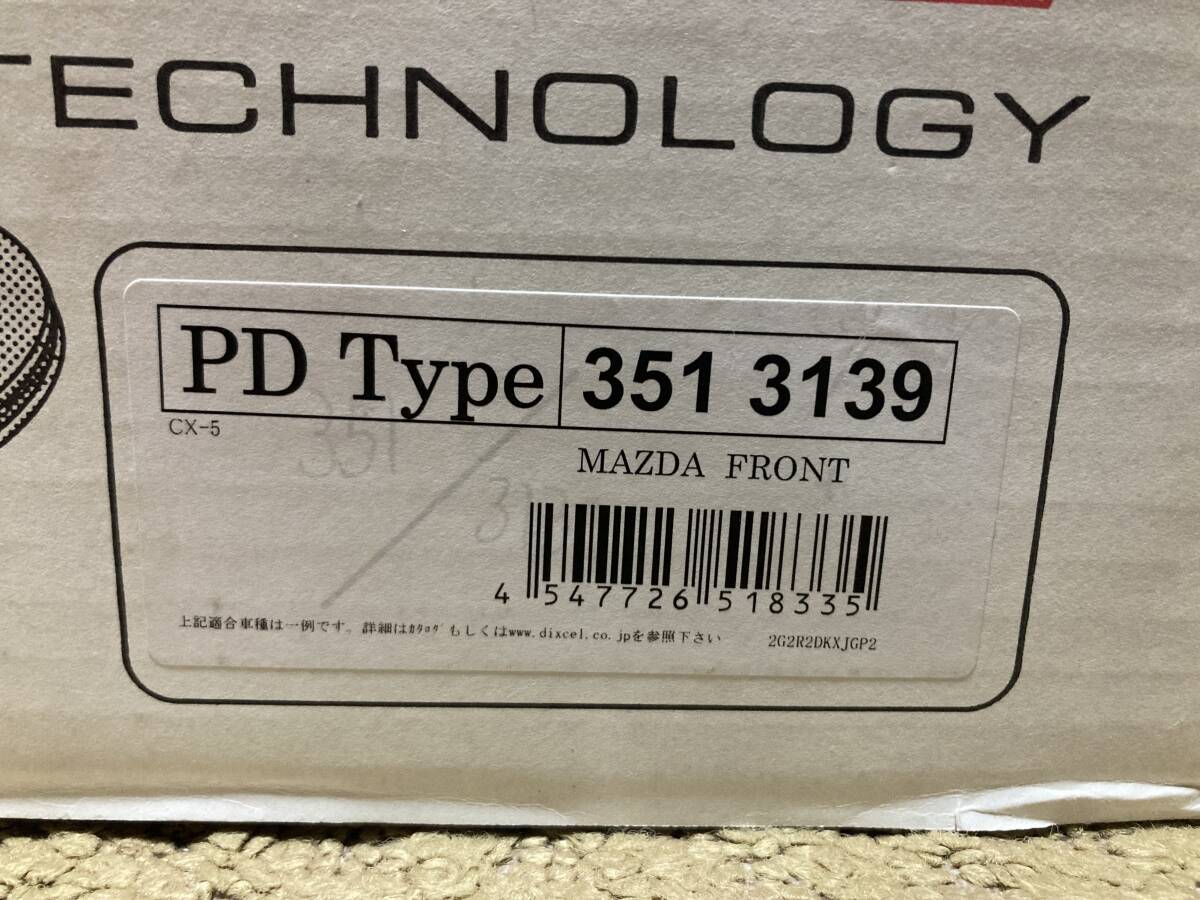 TECHNOLOGY
PD Type 351 3139
CX-5
351
MAZDA FRONT
4 547726 518335
上記適合車種は一例です。詳細はｶﾀﾛｸﾞもしくはwww.dixcel.co.jpを参照下さい 2G2R2DKXJGP2